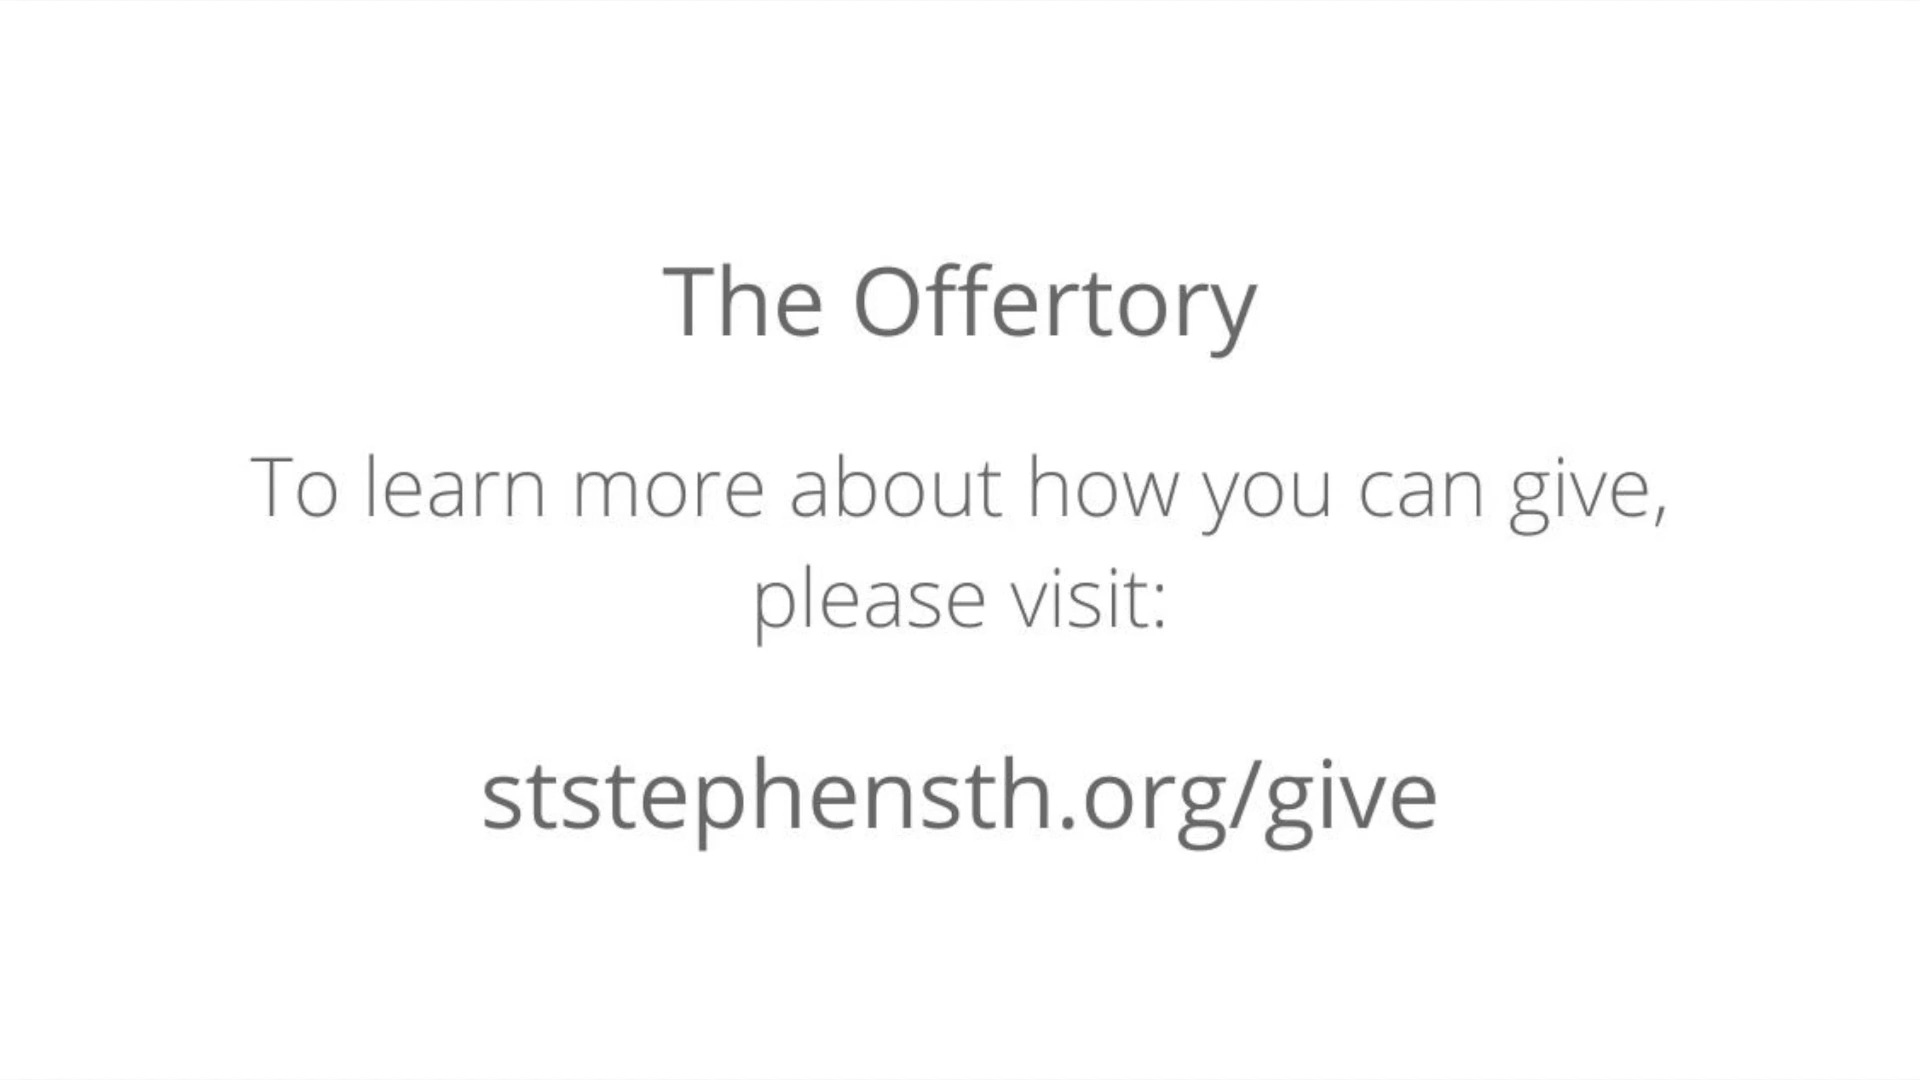 The Offertory
To learn more about how you can give,
please visit:
ststephensth.org/give